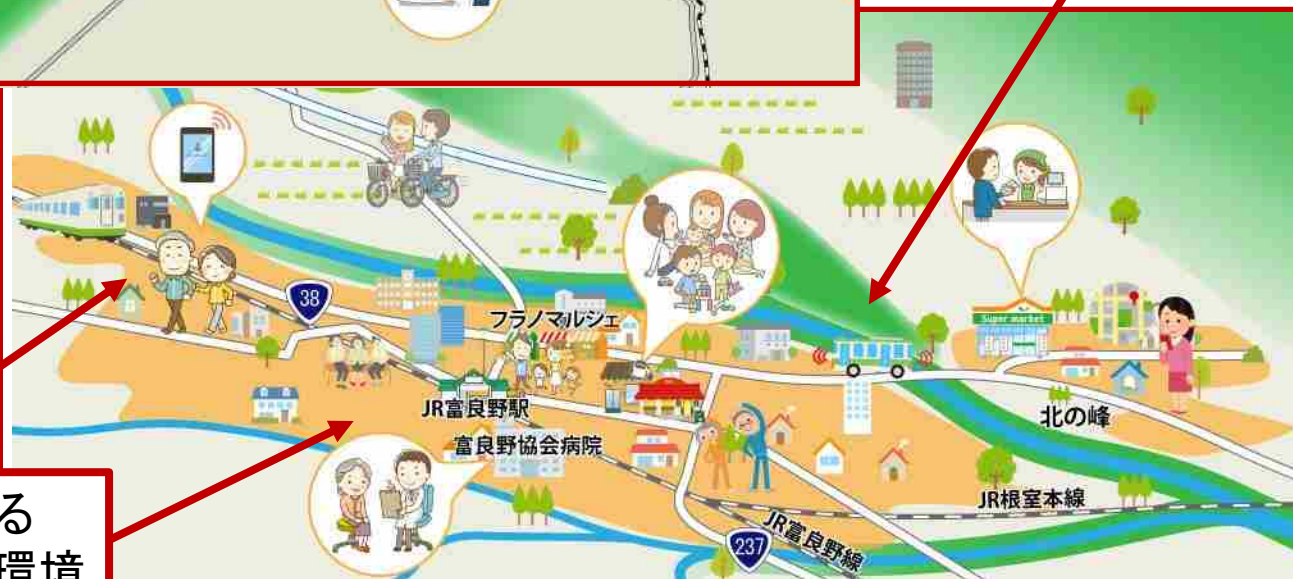 38
フラノマルシェ
Super market
JR富良野駅
北の峰
富良野協会病院
JR根室本線
JR富良野線
237
る
環境